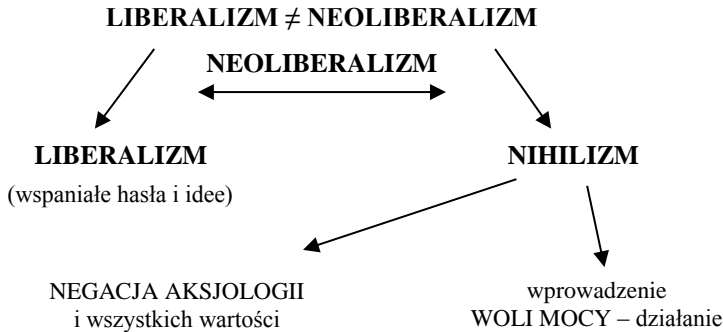 LIBERALIZM ≠ NEOLIBERALIZM
NEOLIBERALIZM
LIBERALIZM
(wspaniałe hasła i idee)
NIHILIZM
NEGACJA AKSJOLOGII
i wszystkich wartości
wprowadzenie
WOLI MOCY – działanie